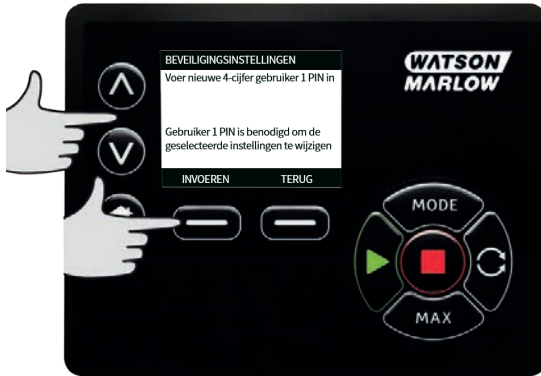 BEVEILIGINGSINSTELLINGEN
Voer nieuwe 4-cijfer gebruiker 1 PIN in
Gebruiker 1 PIN is benodigd om de
geselecteerde instellingen te wijzigen
INVOEREN TERUG
WATSON
MARLOW
MODE
MAX